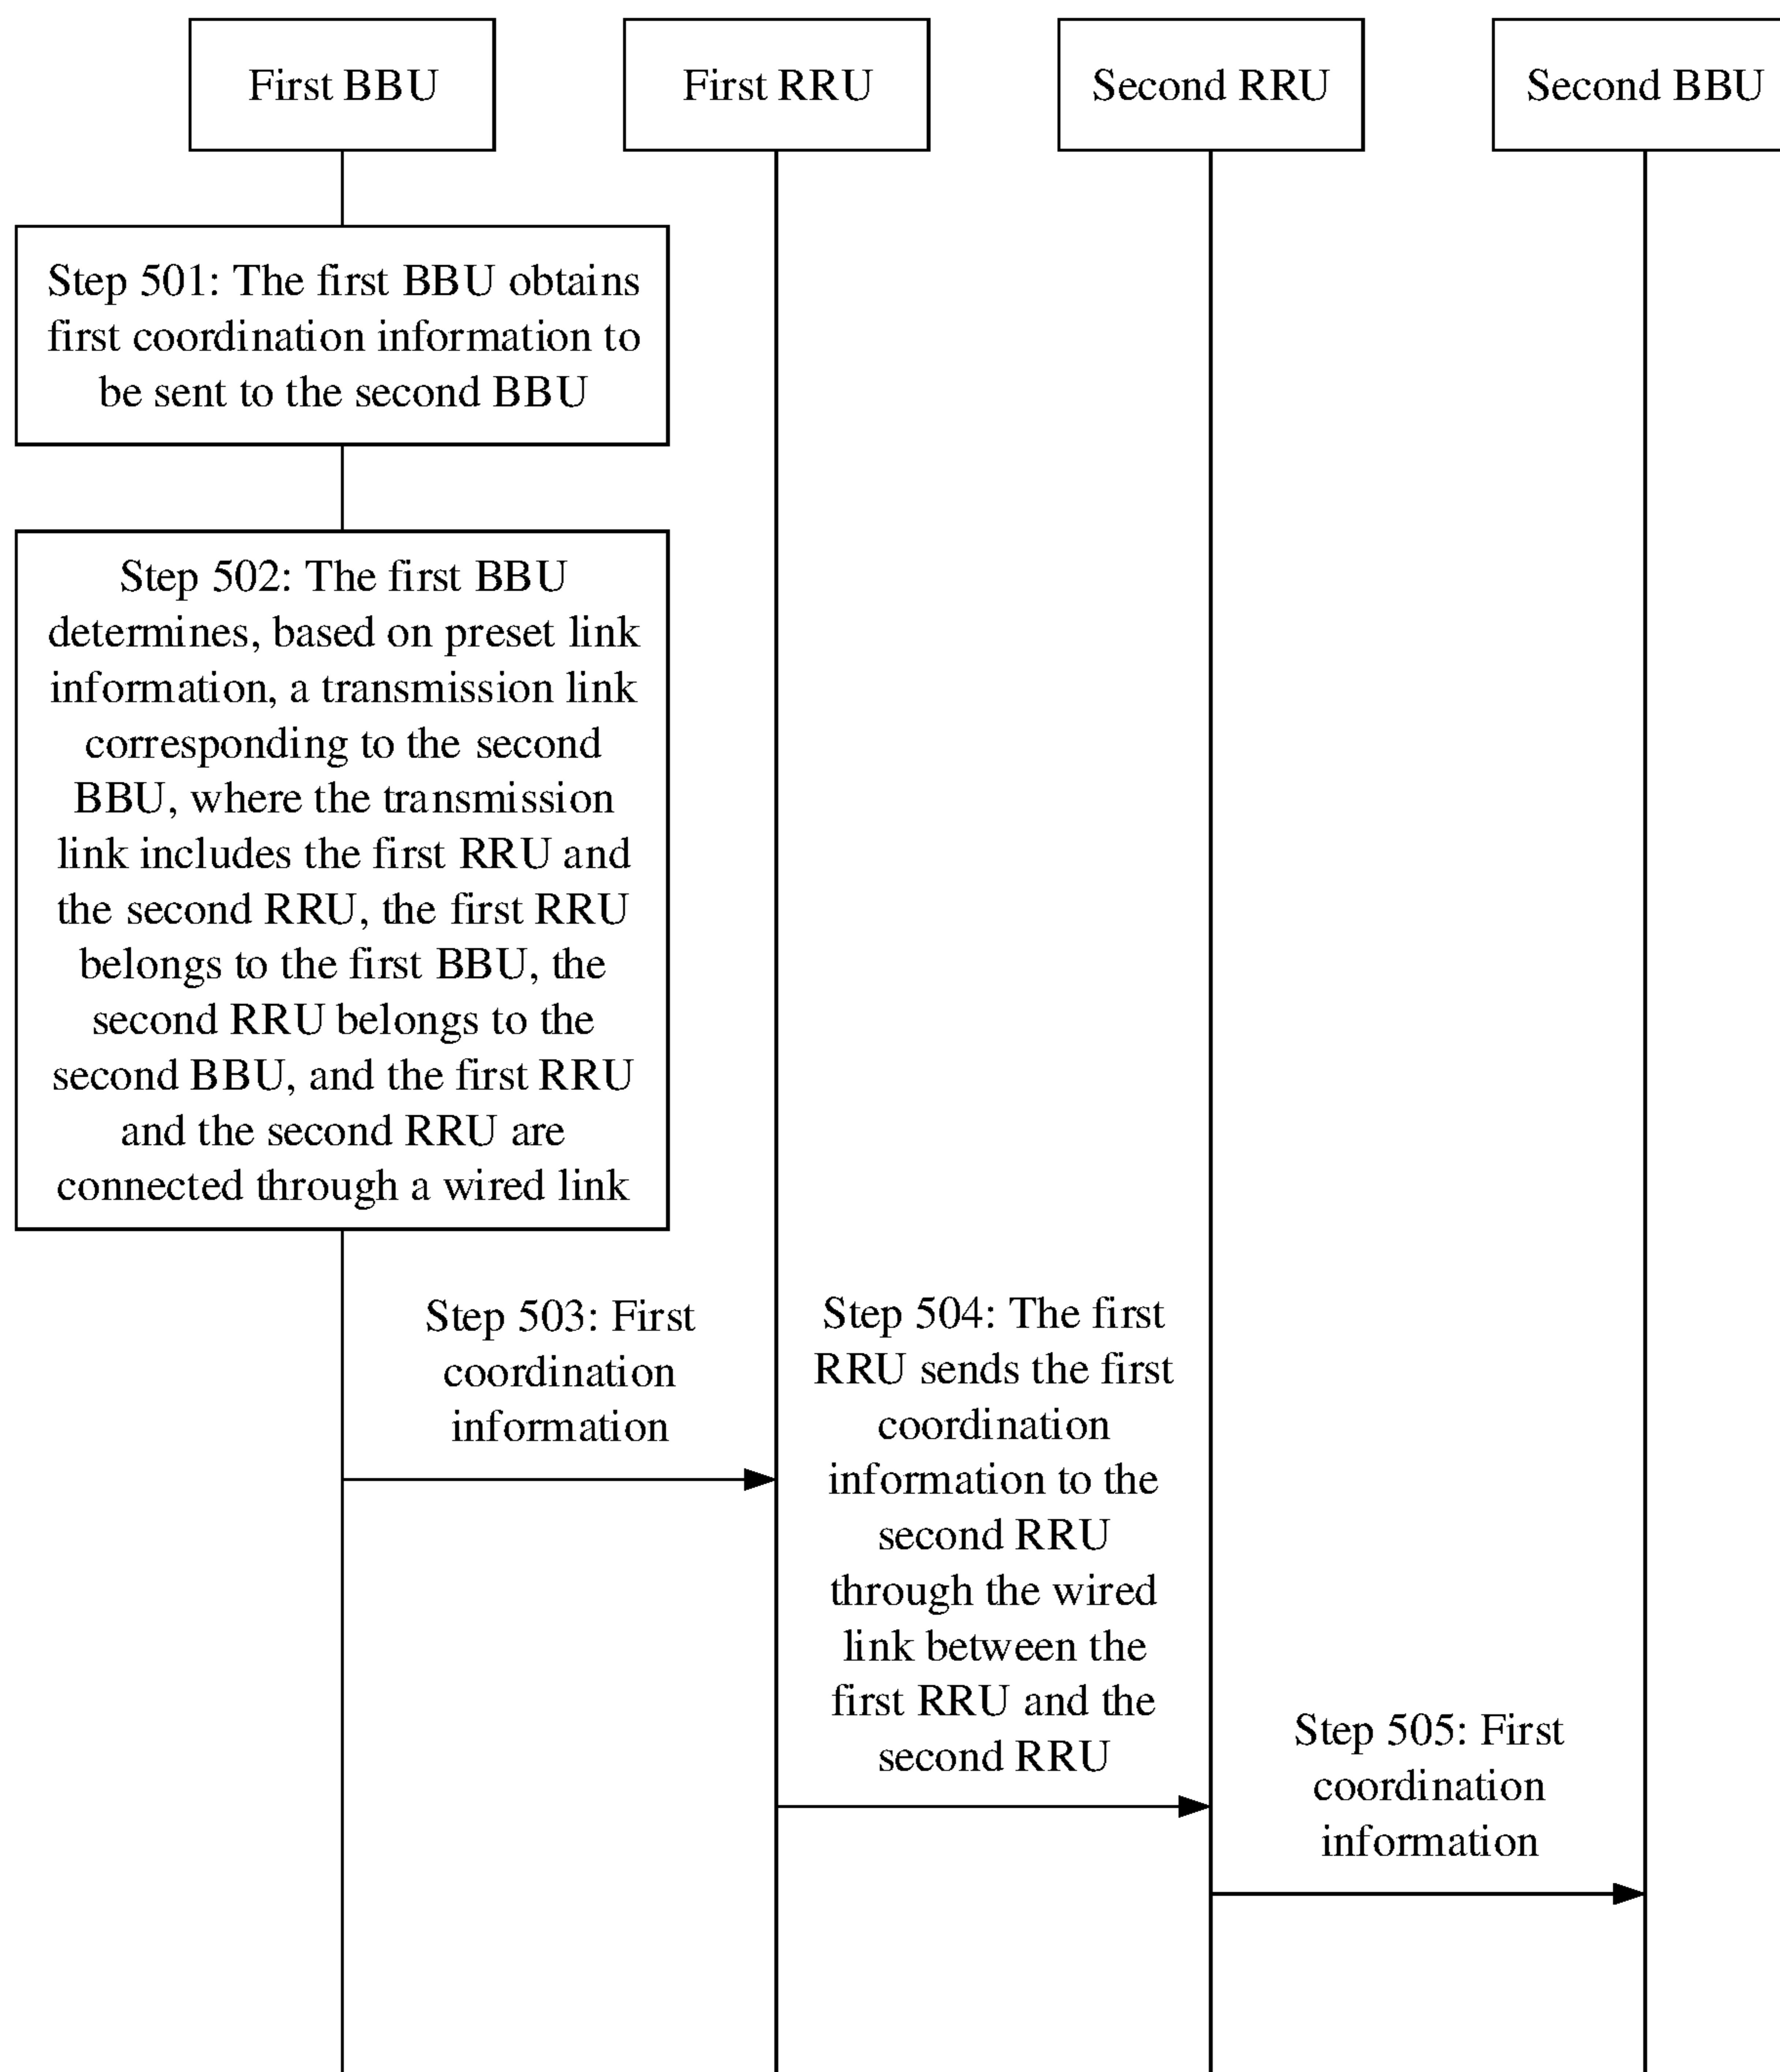 First BBU
First RRU
Second RRU
Second BBU
Step 501: The first BBU obtains
first coordination information to
be sent to the second BBU
Step 502: The first BBU
determines, based on preset link
information, a transmission link
corresponding to the second
BBU, where the transmission
link includes the first RRU and
the second RRU, the first RRU
belongs to the first BBU, the
second RRU belongs to the
second BBU, and the first RRU
and the second RRU are
connected through a wired link
Step 503: First
coordination
information
Step 504: The first
RRU sends the first
coordination
information to the
second RRU
through the wired
link between the
first RRU and the
second RRU
Step 505: First
coordination
information